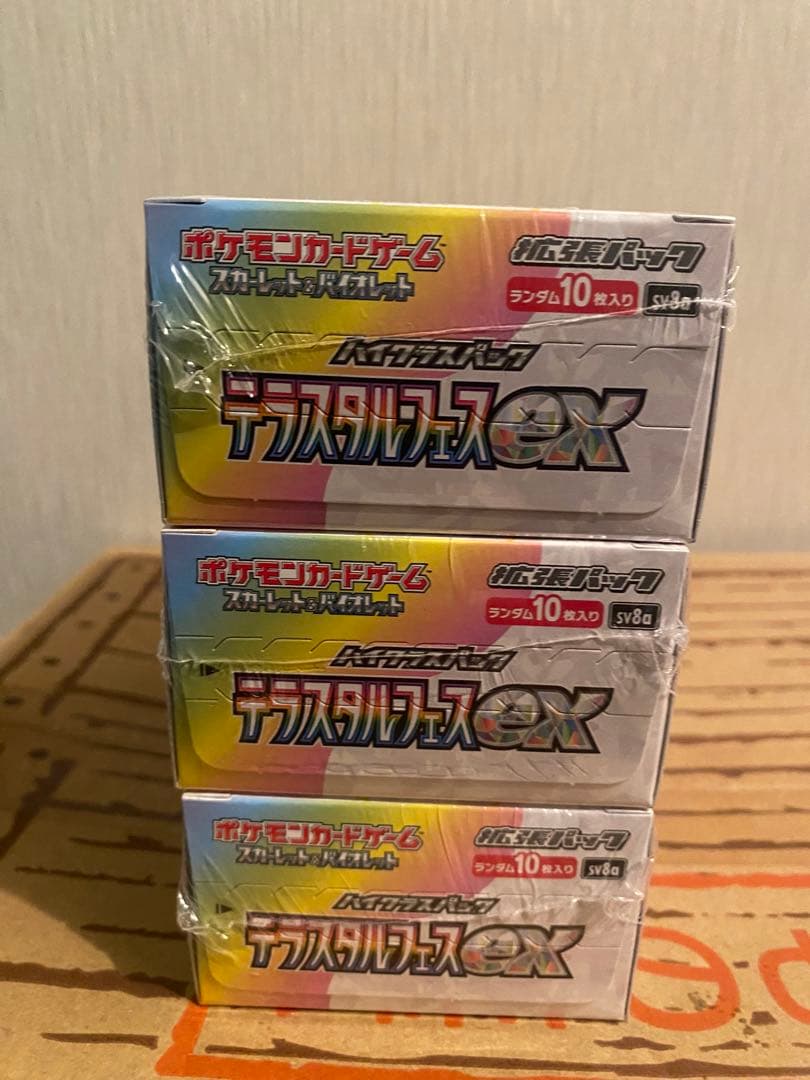 ポケモンカードゲーム
スカーレット&バイオレット
拡張パック
ランダム10枚入り sv8a
ハイクラスパック
テラスタルフェスex
ポケモンカードゲーム
スカーレット&バイオレット
拡張パック
ランダム10枚入り sv8a
ハイクラスパック
テラスタルフェスex
ポケモンカードゲーム
スカーレット&バイオレット
拡張パック
ランダム10枚入り sv8a
ハイクラスパック
テラスタルフェスex